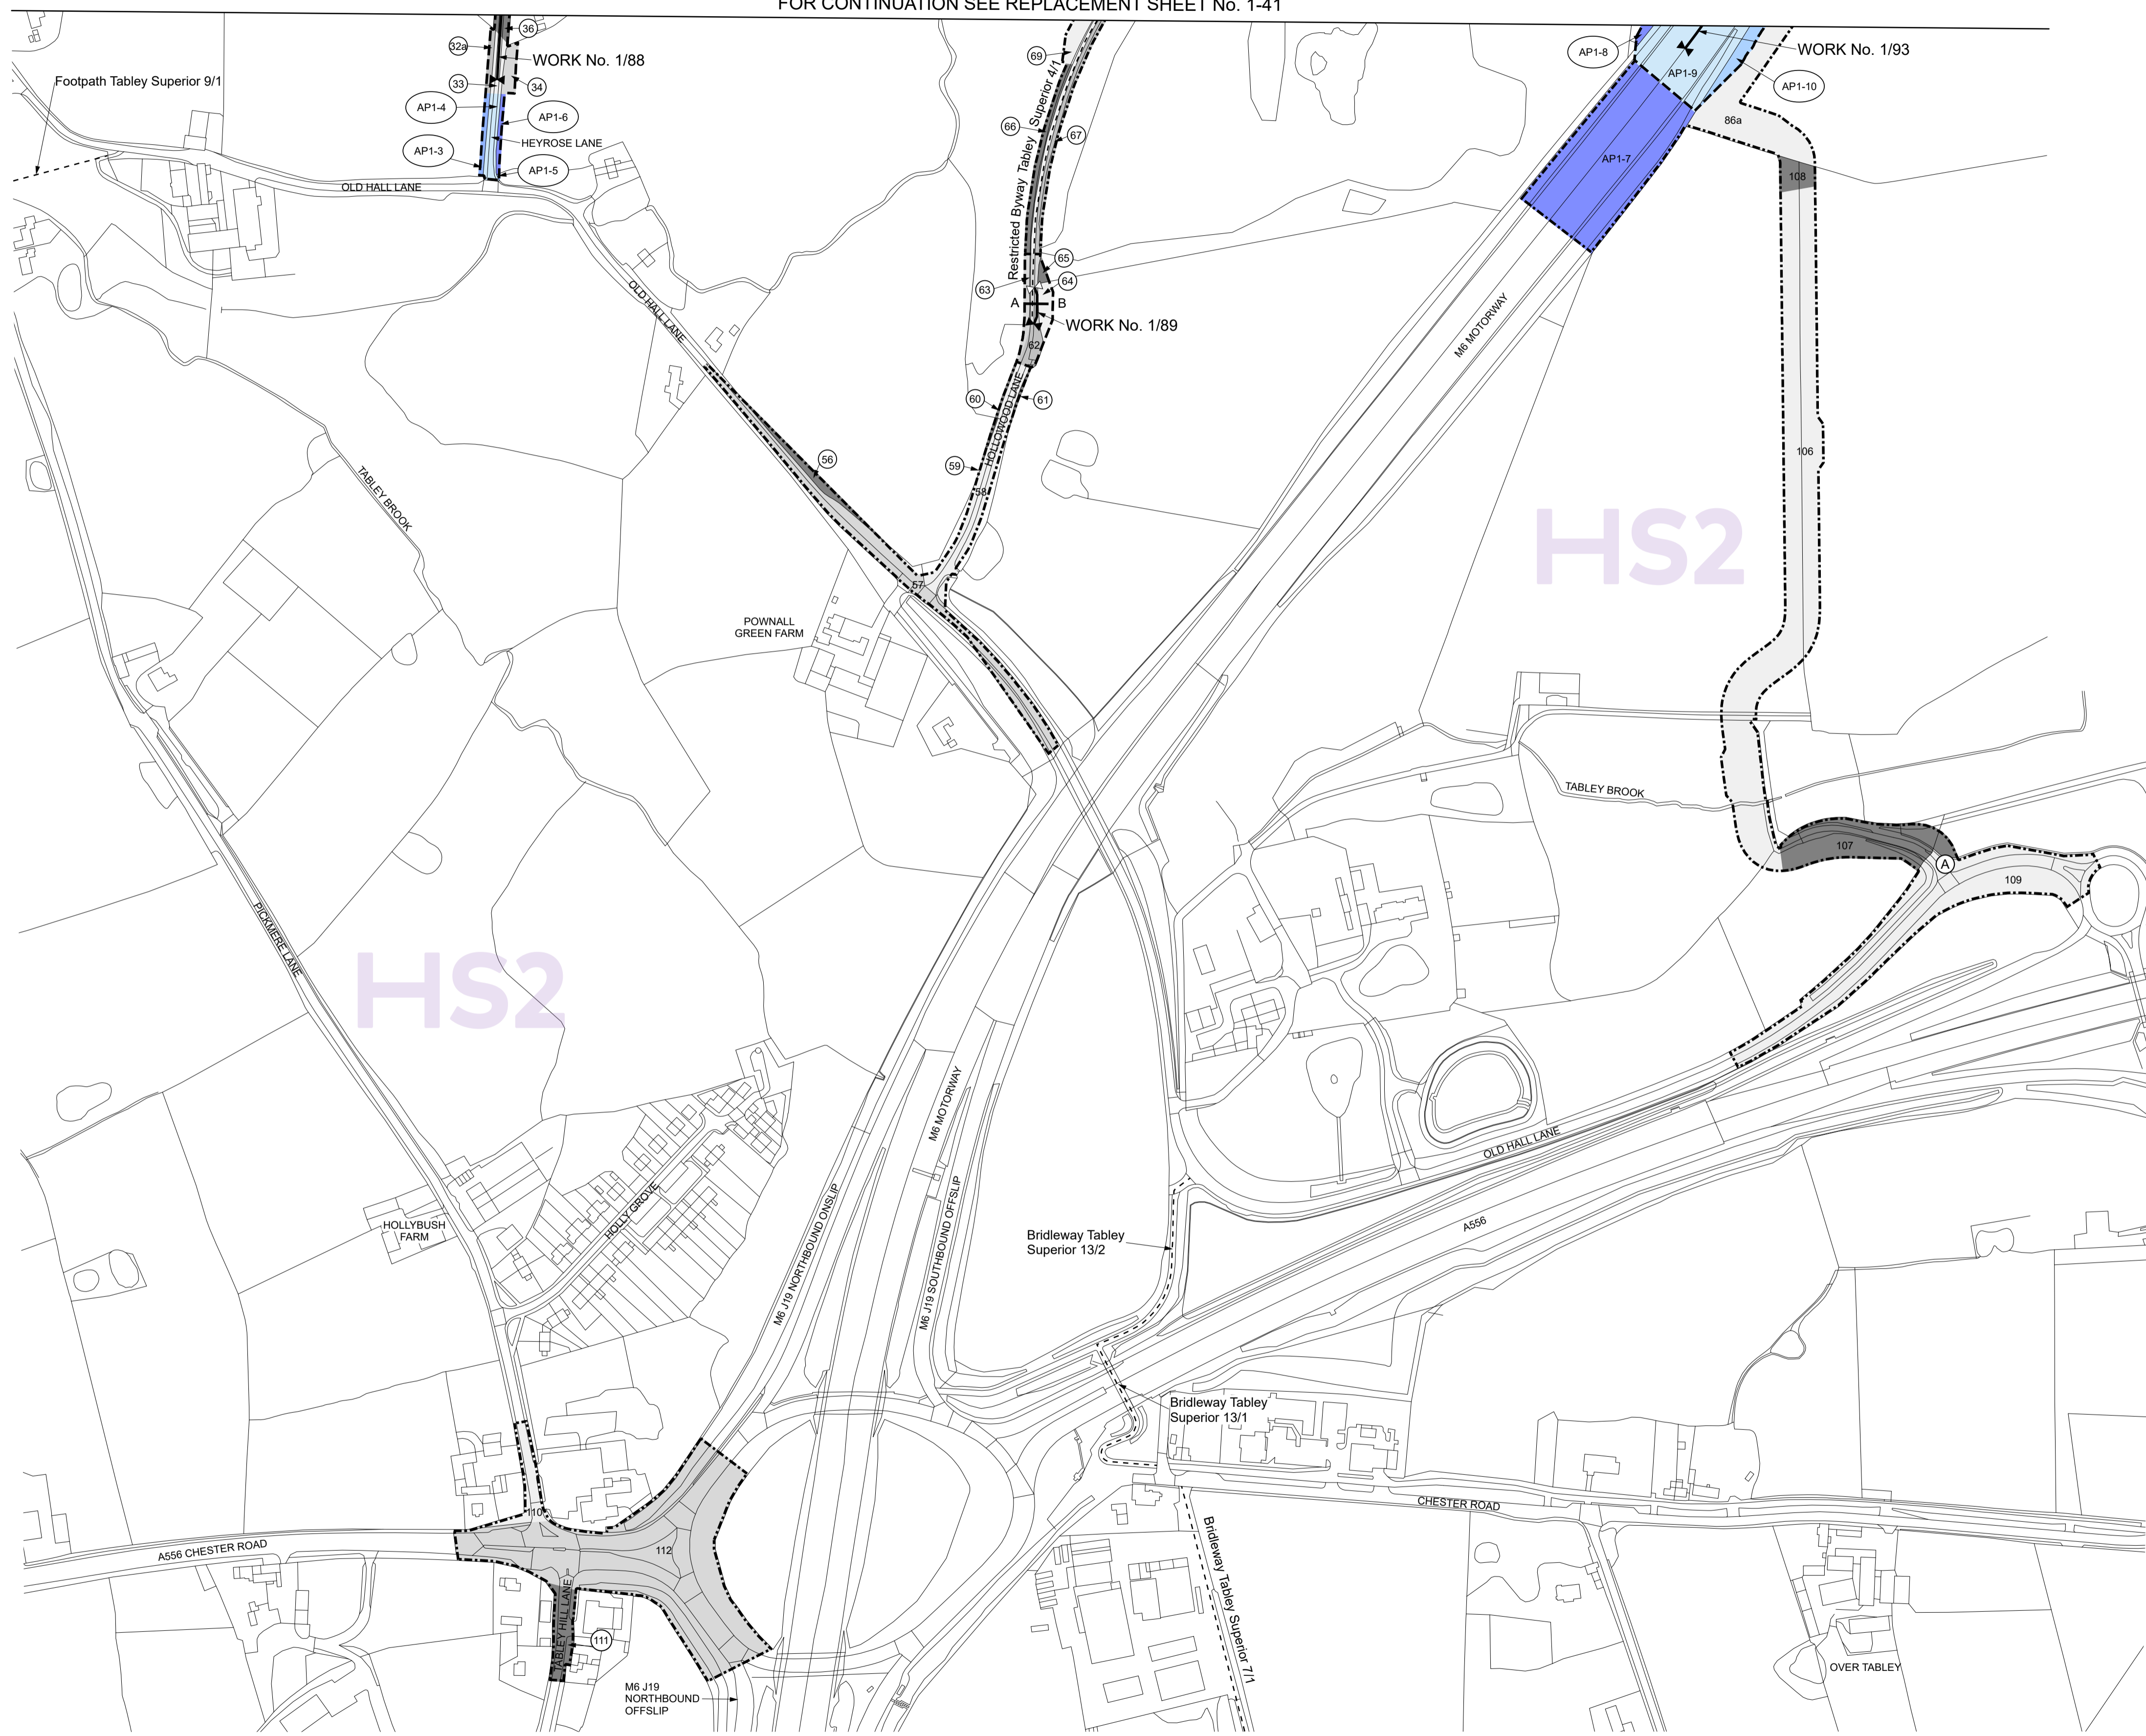 FOR CONTINUATION SEE REPLACEMENT SHEET No. 1-41
36
32a
WORK No. 1/88
Footpath Tabley Superior 9/1
33
34
AP1-4
AP1-6
HEYROSE LANE
AP1-3
AP1-5
OLD HALL LANE
69
66
67
Restricted Byway Tabley Superior 4/1
65
64
63
A
B
WORK No. 1/89
62
60
61
HOLLOWOOD LANE
59
58
AP1-8
AP1-9
WORK No. 1/93
AP1-10
86a
AP1-7
108
M6 MOTORWAY
106
HS2
OLD HALL LANE
56
57
TABLEY BROOK
POWNALL
GREEN FARM
TABLEY BROOK
107
A
109
PICKMERE LANE
HS2
M6 MOTORWAY
OLD HALL LANE
HOLLYBUSH
FARM
HOLLY GROVE
M6 J19 NORTHBOUND ONSLIP
M6 J19 SOUTHBOUND OFFSLIP
Bridleway Tabley
Superior 13/2
A556
Bridleway Tabley
Superior 13/1
CHESTER ROAD
110
A556 CHESTER ROAD
112
TABLEY HILL LANE
111
Bridleway Tabley Superior 7/1
M6 J19
NORTHBOUND
OFFSLIP
OVER TABLEY